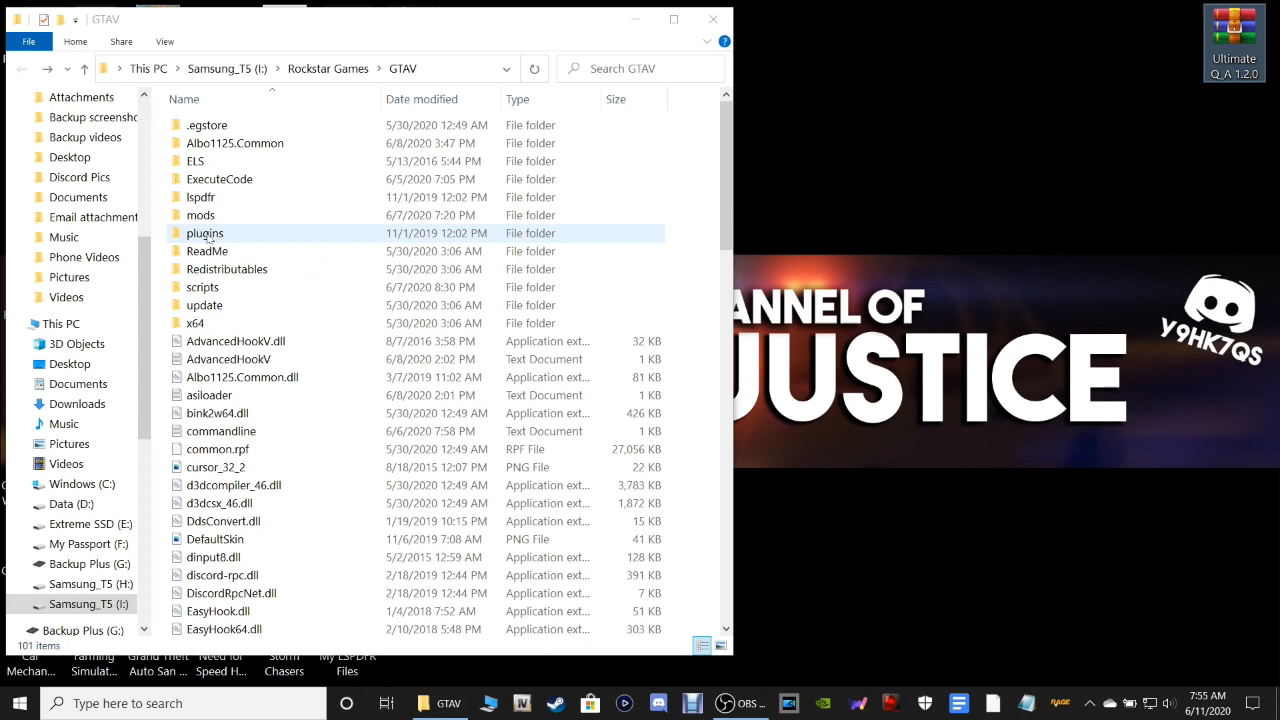 GTAV
File Home Share View
This PC Samsung_T5 (I:) Rockstar Games GTAV Search GTAV
Name Date modified Type Size
Attachments
Backup screensho
Backup videos
Desktop
Discord Pics
Documents
Email attachment
Music
Phone Videos
Pictures
Videos
This PC
3D Objects
Desktop
Documents
Downloads
Music
Pictures
Videos
Windows (C:)
Data (D:)
Extreme SSD (E:)
My Passport (F:)
Backup Plus (G:)
Samsung_T5 (H:)
Samsung_T5 (I:)
Backup Plus (G:)
.egstore 5/30/2020 12:49 AM File folder
Albo1125.Common 6/8/2020 3:47 PM File folder
ELS 5/13/2016 5:44 PM File folder
ExecuteCode 6/5/2020 7:05 PM File folder
lspdfr 11/1/2019 12:02 PM File folder
mods 6/7/2020 7:20 PM File folder
plugins 11/1/2019 12:02 PM File folder
ReadMe 5/30/2020 3:06 AM File folder
Redistributables 5/30/2020 3:06 AM File folder
scripts 6/7/2020 8:30 PM File folder
update 5/30/2020 3:06 AM File folder
x64 5/30/2020 3:06 AM File folder
AdvancedHookV.dll 8/7/2016 3:58 PM Application ext... 32 KB
AdvancedHookV 6/8/2020 2:02 PM Text Document 1 KB
Albo1125.Common.dll 3/7/2019 11:02 AM Application ext... 81 KB
asiloader 6/8/2020 2:01 PM Text Document 1 KB
bink2w64.dll 5/30/2020 12:49 AM Application ext... 426 KB
commandline 6/6/2020 7:58 PM Text Document 1 KB
common.rpf 5/30/2020 12:49 AM RPF File 27,056 KB
cursor_32_2 8/18/2015 12:07 PM PNG File 22 KB
d3dcompiler_46.dll 5/30/2020 12:49 AM Application ext... 3,783 KB
d3dcsx_46.dll 5/30/2020 12:49 AM Application ext... 1,872 KB
DdsConvert.dll 1/19/2019 10:15 PM Application ext... 15 KB
DefaultSkin 11/6/2019 7:08 AM PNG File 41 KB
dinput8.dll 5/2/2015 12:59 AM Application ext... 128 KB
discord-rpc.dll 2/18/2019 12:44 PM Application ext... 391 KB
DiscordRpcNet.dll 2/18/2019 12:44 PM Application ext... 7 KB
EasyHook.dll 1/4/2018 7:52 AM Application ext... 51 KB
EasyHook64.dll 2/10/2018 5:48 PM Application ext... 303 KB
101 items
Ultimate
Q_A 1.2.0
ANNEL OF
JUSTICE
Y9HK7QS
Car Farming Grand Theft Need for Storm My LSPDFR
Mechan... Simulat... Auto San ... Speed H... Chasers Files
Type here to search GTAV OBS ... RAGE 7:55 AM
6/11/2020